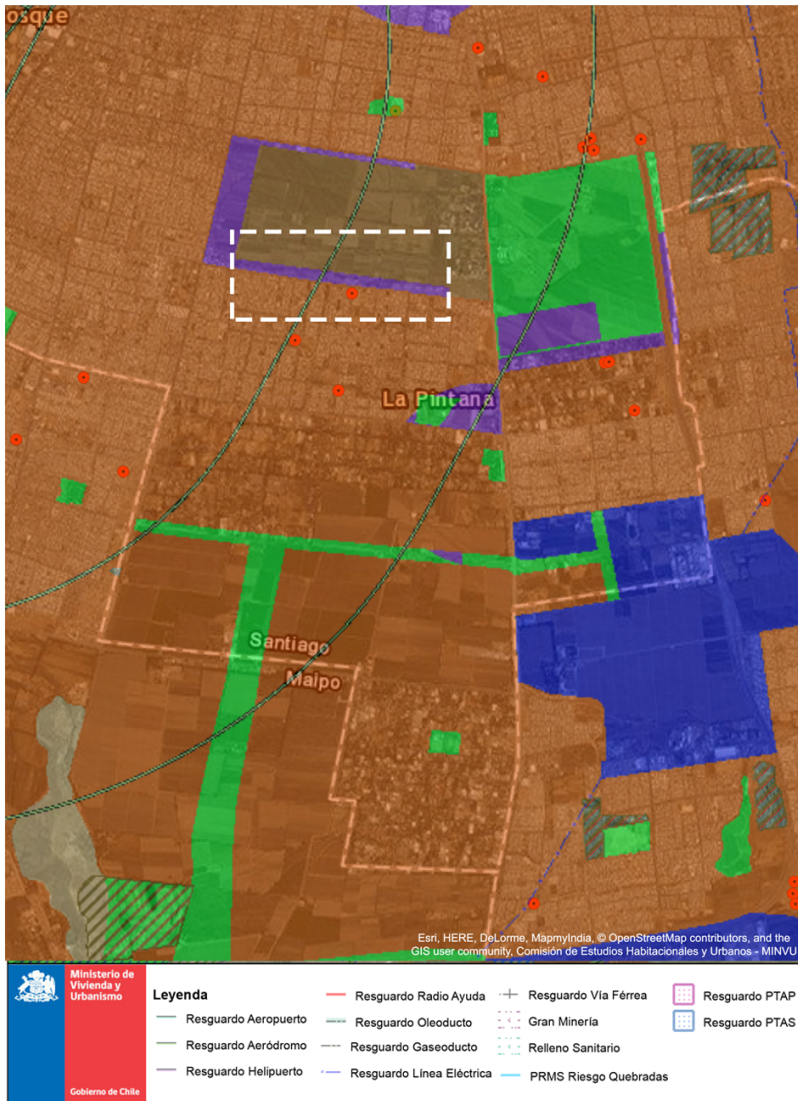 osque
La Pintana
Santiago
Maipo
Esri, HERE, DeLorme, MapmyIndia, © OpenStreetMap contributors, and the
GIS user community, Comisión de Estudios Habitacionales y Urbanos - MINVU
Ministerio de
Vivienda y
Urbanismo
Gobierno de Chile
Leyenda
Resguardo Aeropuerto
Resguardo Aeródromo
Resguardo Helipuerto
Resguardo Radio Ayuda
Resguardo Oleoducto
Resguardo Gaseoducto
Resguardo Línea Eléctrica
Resguardo Vía Férrea
Gran Minería
Relleno Sanitario
PRMS Riesgo Quebradas
Resguardo PTAP
Resguardo PTAS